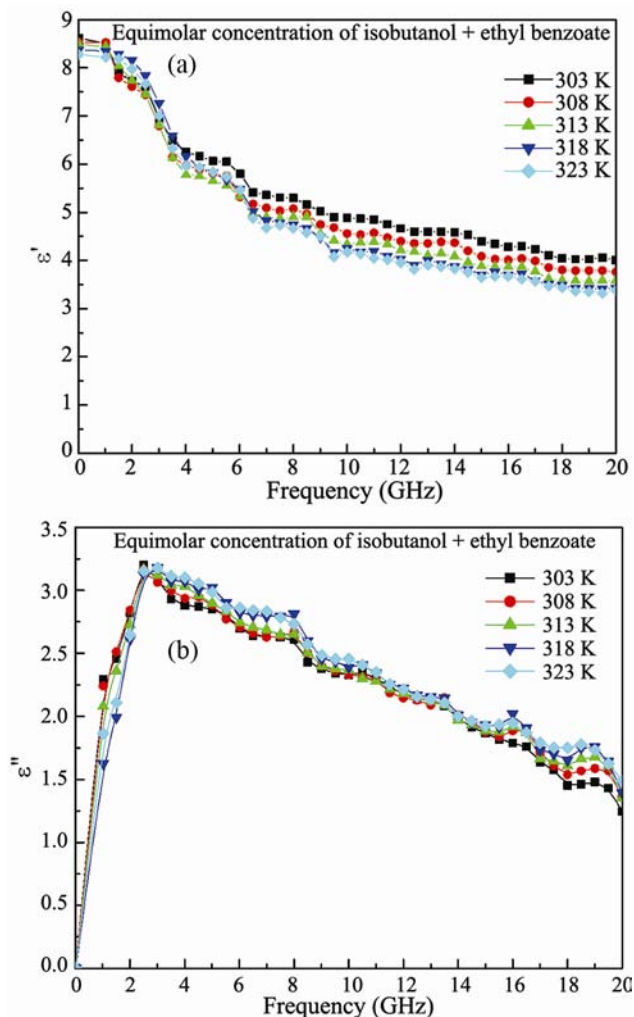 Equimolar concentration of isobutanol + ethyl benzoate
(a)
303 K
308 K
313 K
318 K
323 K
ε'
9
8
7
6
5
4
3
2
1
0
0 2 4 6 8 10 12 14 16 18 20
Frequency (GHz)
Equimolar concentration of isobutanol + ethyl benzoate
(b)
303 K
308 K
313 K
318 K
323 K
ε"
3.5
3.0
2.5
2.0
1.5
1.0
0.5
0.0
0 2 4 6 8 10 12 14 16 18 20
Frequency (GHz)